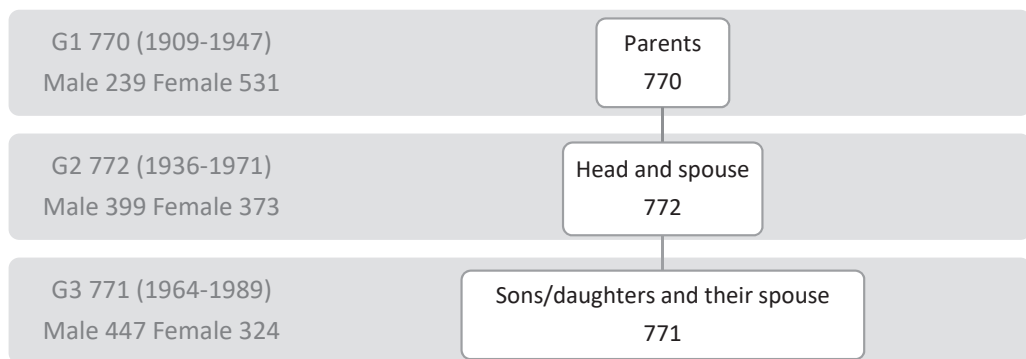 G1 770 (1909-1947)
Male 239 Female 531
Parents
770
G2 772 (1936-1971)
Male 399 Female 373
Head and spouse
772
G3 771 (1964-1989)
Male 447 Female 324
Sons/daughters and their spouse
771